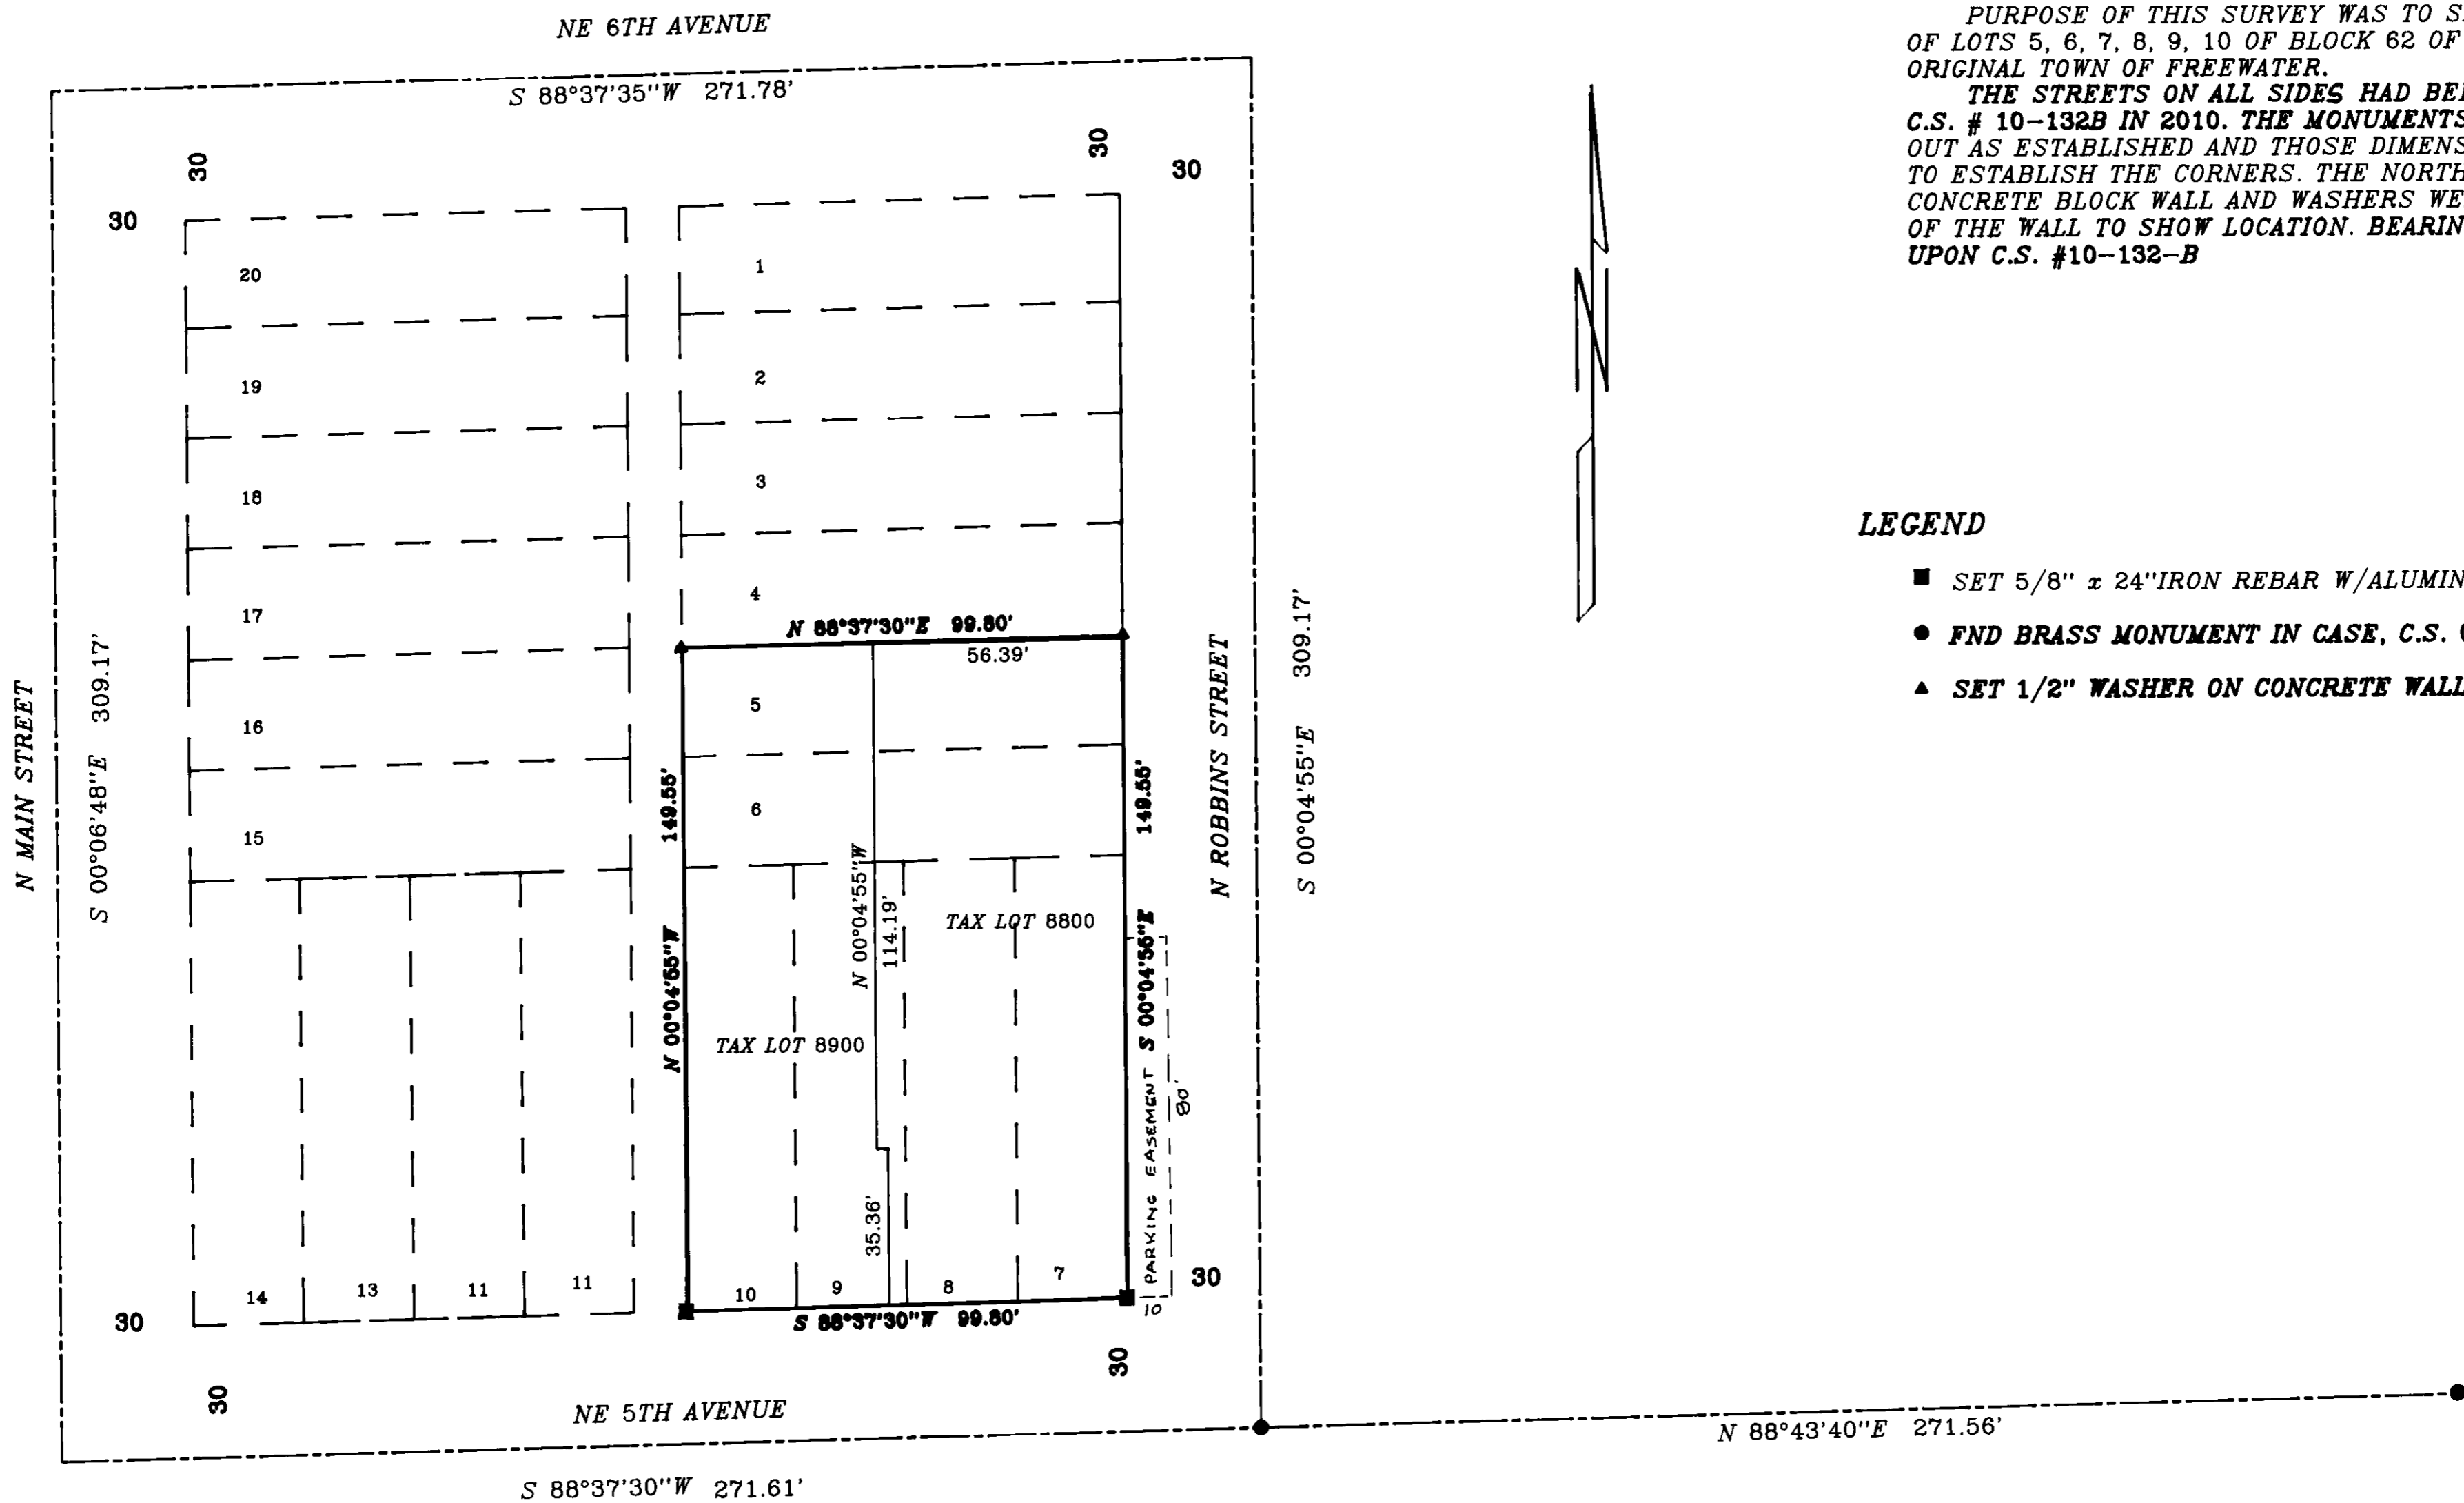 NE 6TH AVENUE
S 88°37'35"W 271.78'
30
30
30
30
20
19
18
17
16
15
14
13
11
11
1
2
3
4
N 88°37'30"E 99.80'
56.39'
5
6
149.55'
N 00°04'55"W
N 00°04'55"W
114.19'
35.36'
TAX LOT 8800
TAX LOT 8900
149.55'
S 00°04'55"E
PARKING EASEMENT
80'
10
10
9
8
7
S 88°37'30"W 99.80'
N MAIN STREET
S 00°06'48"E 309.17'
N ROBBINS STREET
S 00°04'55"E 309.17'
30
30
30
30
NE 5TH AVENUE
S 88°37'30"W 271.61'
N 88°43'40"E 271.56'
N
PURPOSE OF THIS SURVEY WAS TO
OF LOTS 5, 6, 7, 8, 9, 10 OF BLOCK 62 OF
ORIGINAL TOWN OF FREEWATER.
THE STREETS ON ALL SIDES HAD
C.S. # 10-132B IN 2010. THE MONUMENTS
OUT AS ESTABLISHED AND THOSE DIMENS
TO ESTABLISH THE CORNERS. THE NORTH
CONCRETE BLOCK WALL AND WASHERS WE
OF THE WALL TO SHOW LOCATION. BEARIN
UPON C.S. #10-132-B
LEGEND
■ SET 5/8" x 24"IRON REBAR W/ALUMIN
● FND BRASS MONUMENT IN CASE, C.S.
▲ SET 1/2" WASHER ON CONCRETE WALL